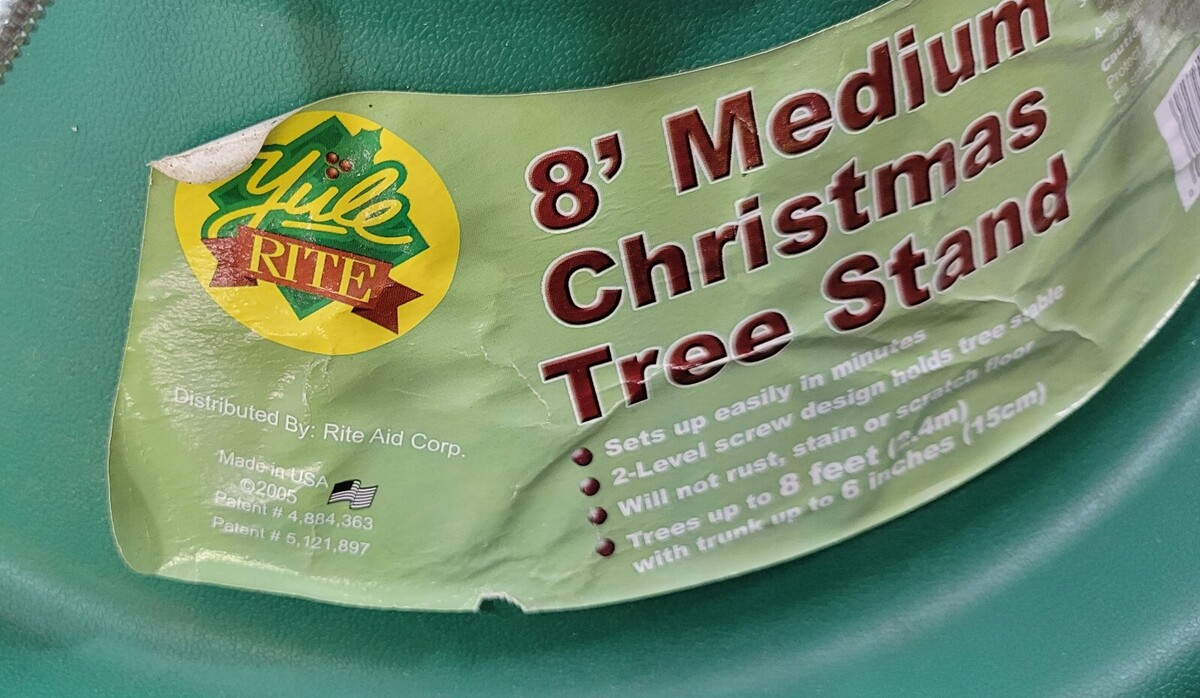 Yule
RITE
8’ Medium
Christmas
Tree Stand
Sets up easily in minutes
2-Level screw design holds tree stable
Will not rust, stain or scratch floor
Trees up to 8 feet (2.4m)
with trunk up to 6 inches (15cm)
Distributed By: Rite Aid Corp.
Made in USA
©2005
Patent # 4,884,363
Patent # 5,121,897